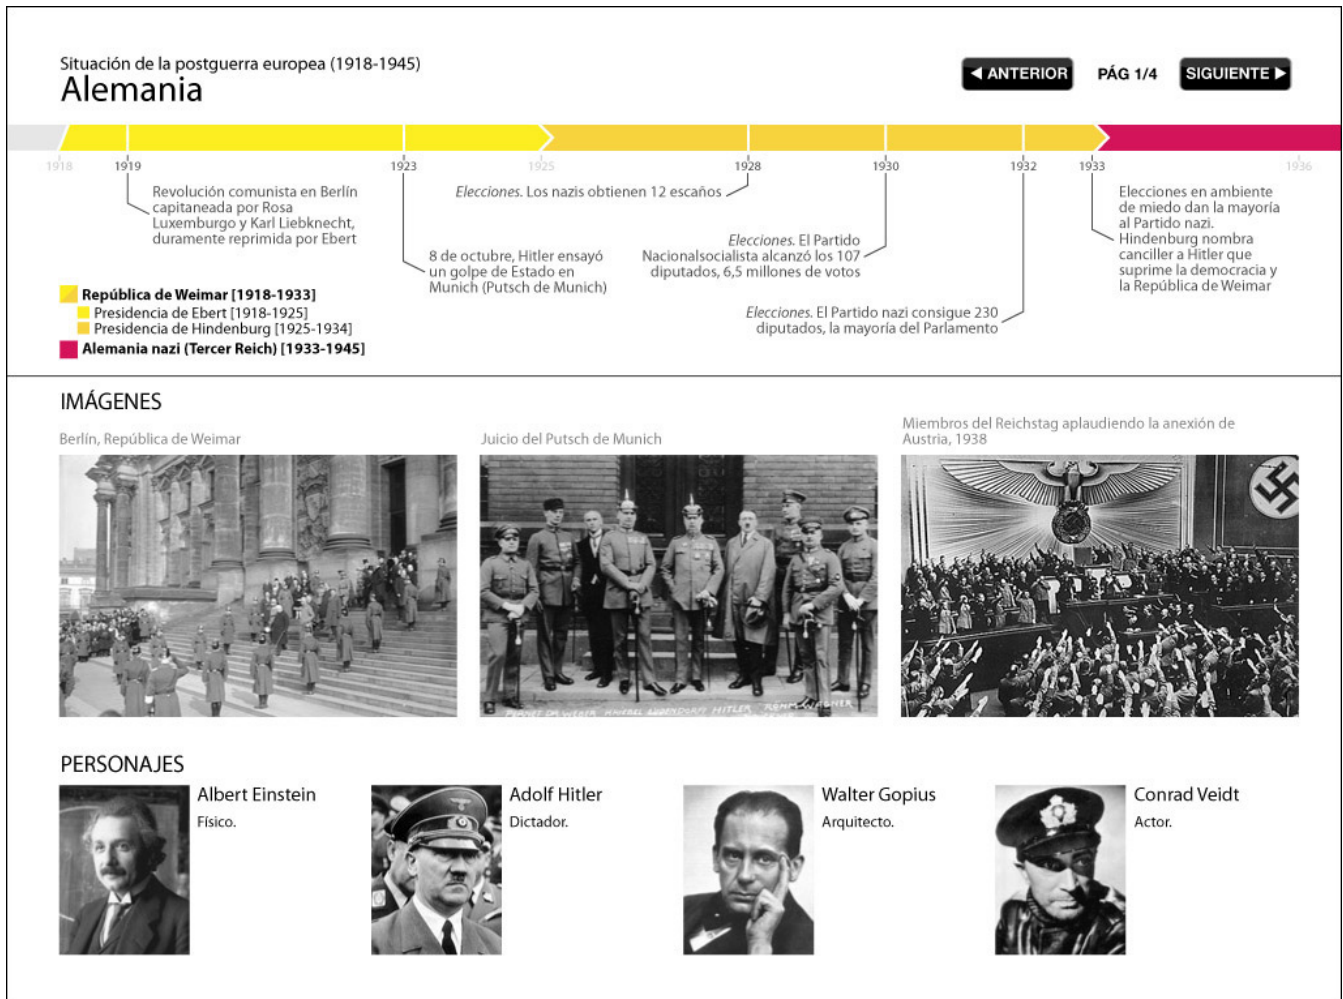 Situación de la postguerra europea (1918-1945)
Alemania
◀ ANTERIOR
PÁG 1/4
SIGUIENTE ▶
1918
1919
1923
1925
1928
1930
1932
1933
1936
Revolución comunista en Berlín
capitaneada por Rosa
Luxemburgo y Karl Liebknecht,
duramente reprimida por Ebert
8 de octubre, Hitler ensayó
un golpe de Estado en
Munich (Putsch de Munich)
Elecciones. Los nazis obtienen 12 escaños
Elecciones. El Partido
Nacionalsocialista alcanzó los 107
diputados, 6,5 millones de votos
Elecciones. El Partido nazi consigue 230
diputados, la mayoría del Parlamento
Elecciones en ambiente
de miedo dan la mayoría
al Partido nazi.
Hindenburg nombra
canciller a Hitler que
suprime la democracia y
la República de Weimar
República de Weimar [1918-1933]
Presidencia de Ebert [1918-1925]
Presidencia de Hindenburg [1925-1934]
Alemania nazi (Tercer Reich) [1933-1945]
IMÁGENES
Berlín, República de Weimar
Juicio del Putsch de Munich
Miembros del Reichstag aplaudiendo la anexión de
Austria, 1938
PERNET DR WEBER KRIEBEL LUDENDORFF HITLER RÖHM WAGNER
PERSONAJES
Albert Einstein
Físico.
Adolf Hitler
Dictador.
Walter Gopius
Arquitecto.
Conrad Veidt
Actor.